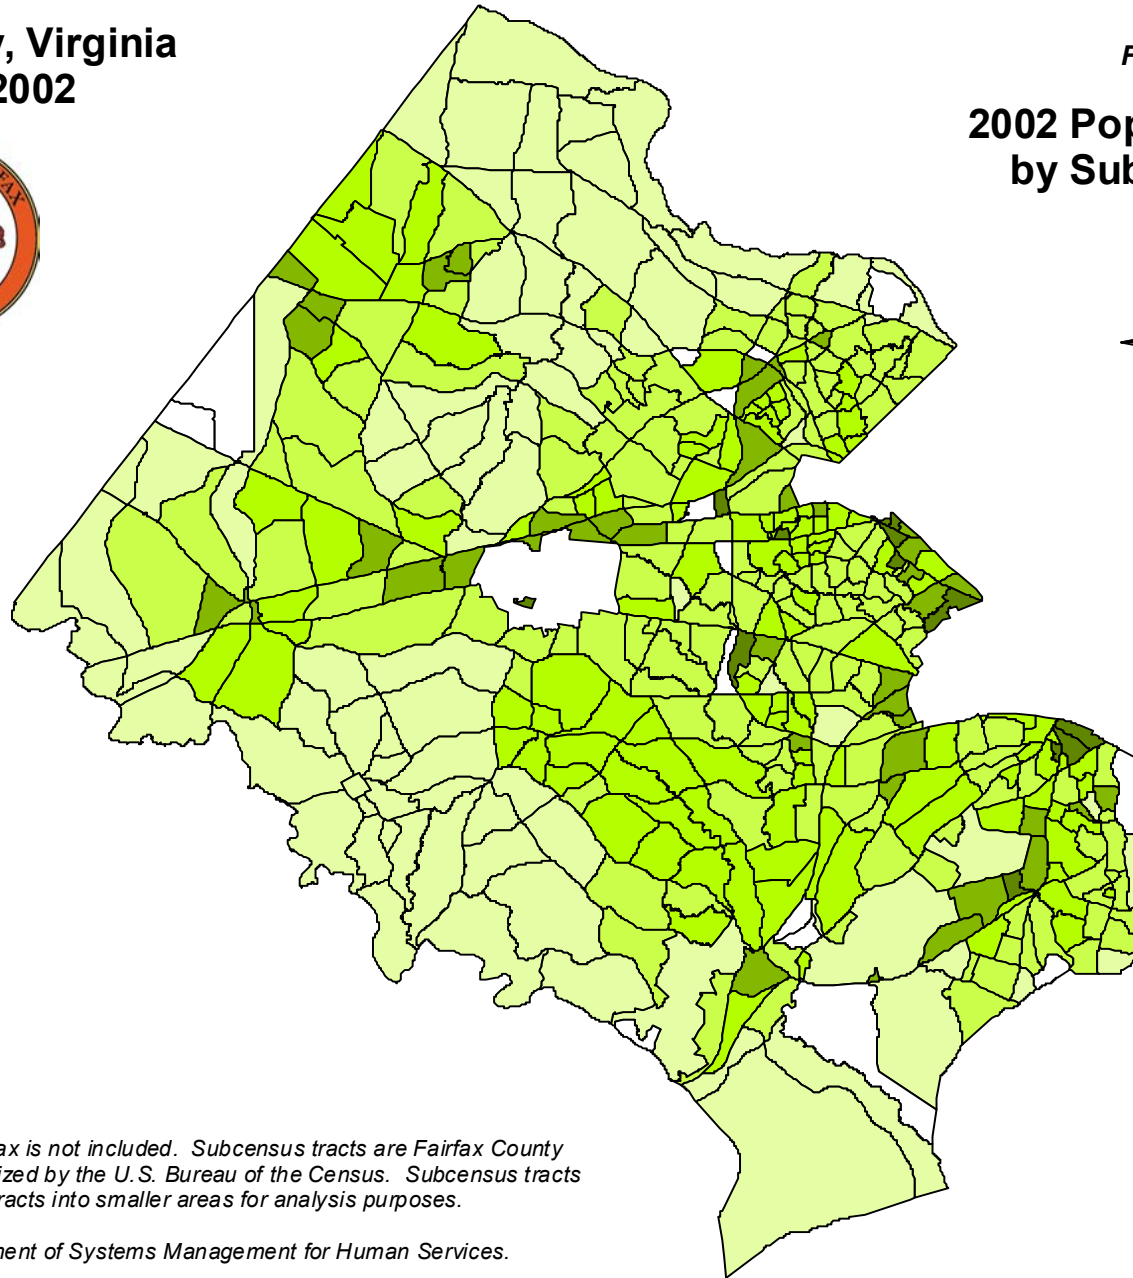 , Virginia
2002
FAX
F
2002 Pop
by Sub
ax is not included. Subcensus tracts are Fairfax County
ized by the U.S. Bureau of the Census. Subcensus tracts
racts into smaller areas for analysis purposes.
ment of Systems Management for Human Services.